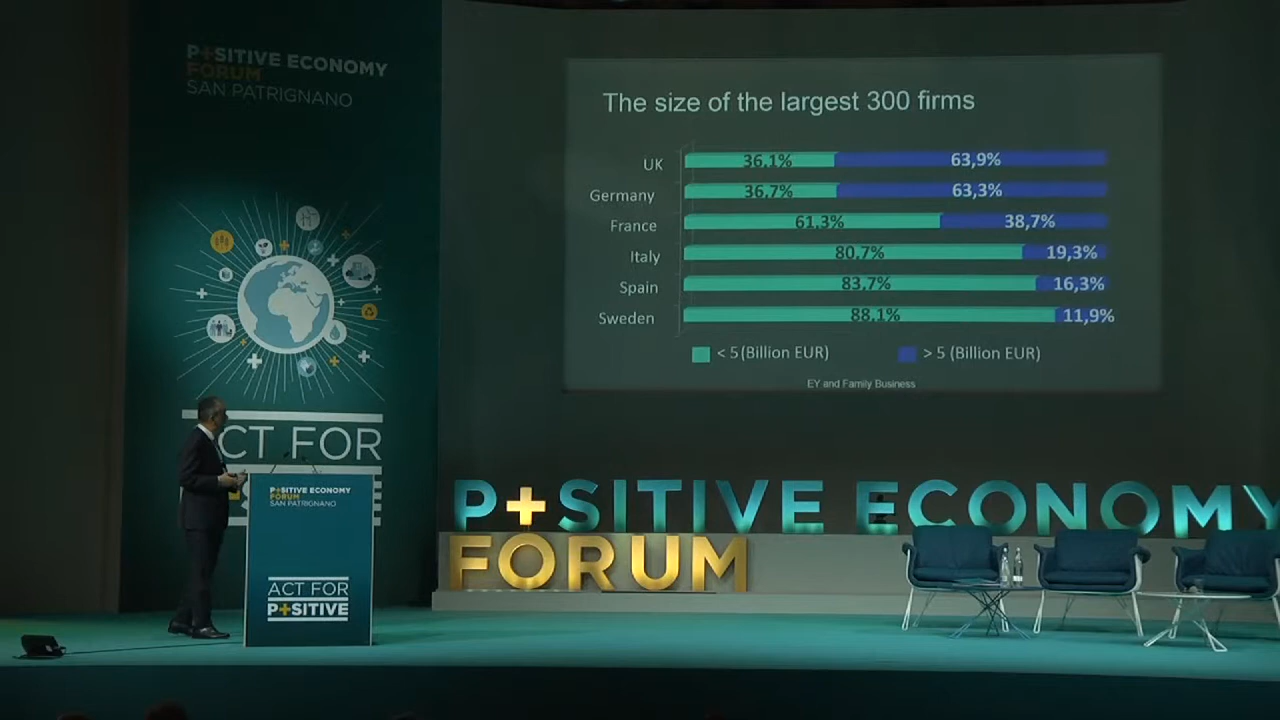 P+SITIVE ECONOMY
FORUM
SAN PATRIGNANO
CT FOR
The size of the largest 300 firms
UK 36,1% 63,9%
Germany 36,7% 63,3%
France 61,3% 38,7%
Italy 80,7% 19,3%
Spain 83,7% 16,3%
Sweden 88,1% 11,9%
< 5 (Billion EUR) > 5 (Billion EUR)
EY and Family Business
P+SITIVE ECONOMY
FORUM
SAN PATRIGNANO
ACT FOR
P+SITIVE
P+SITIVE ECONOMY
FORUM